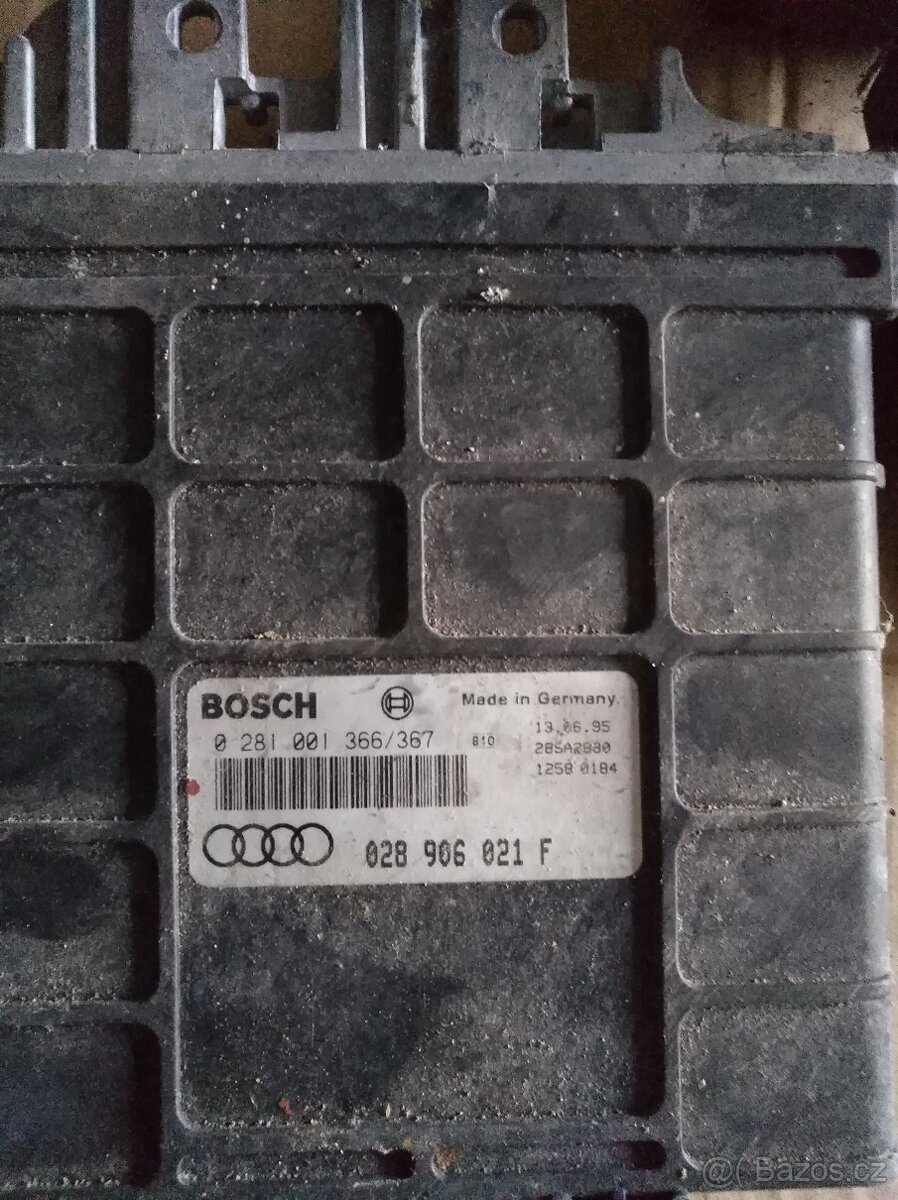 BOSCH Made in Germany.
13.06.95
0 281 001 366/367 810
28SA2880
1258 0184
028 906 021 F
@( Bazos.cz